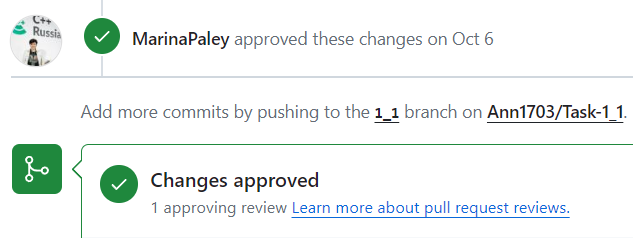 C++
Russia
MarinaPaley approved these changes on Oct 6
Add more commits by pushing to the 1_1 branch on Ann1703/Task-1_1.
Changes approved
1 approving review Learn more about pull request reviews.